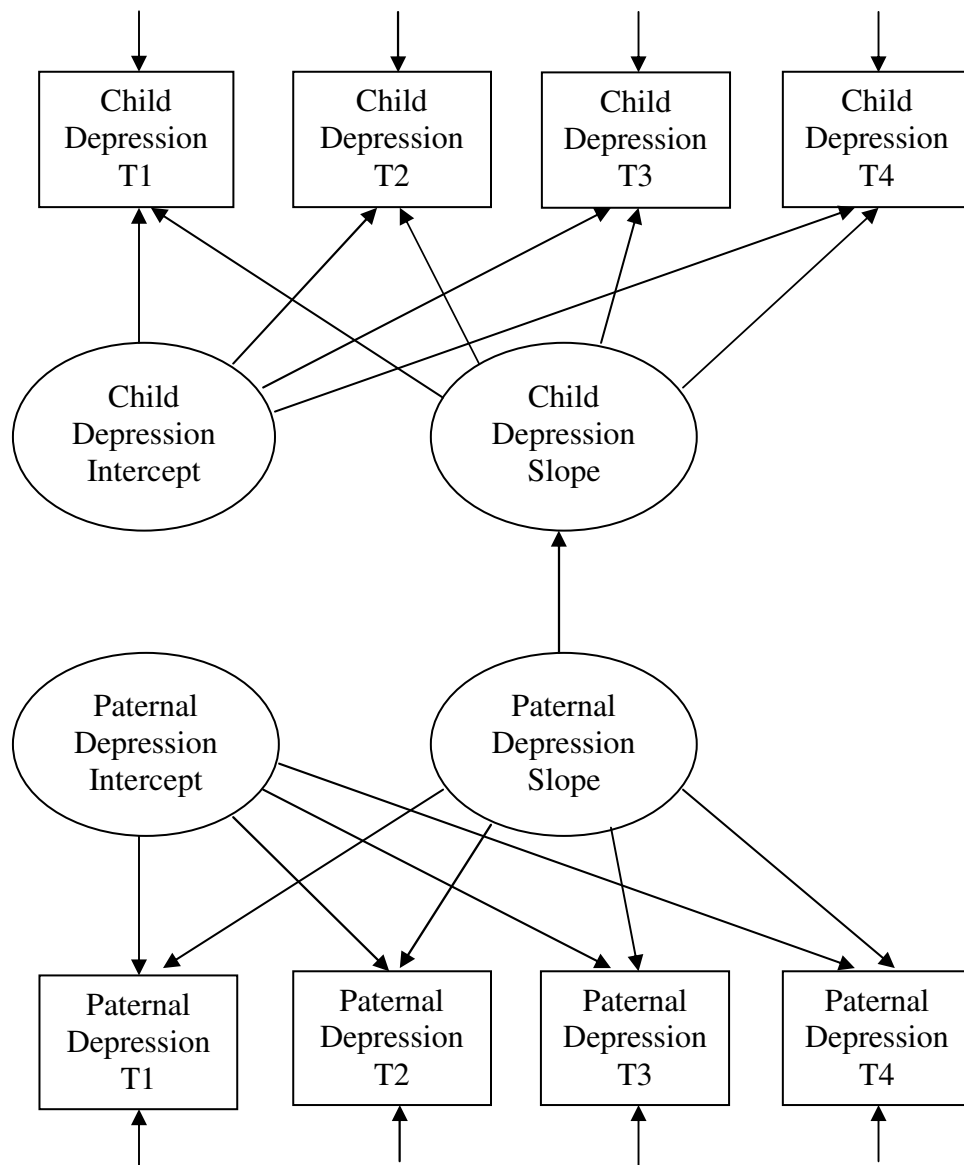 Child
Depression
T1
Child
Depression
T2
Child
Depression
T3
Child
Depression
T4
Child
Depression
Intercept
Child
Depression
Slope
Paternal
Depression
Intercept
Paternal
Depression
Slope
Paternal
Depression
T1
Paternal
Depression
T2
Paternal
Depression
T3
Paternal
Depression
T4